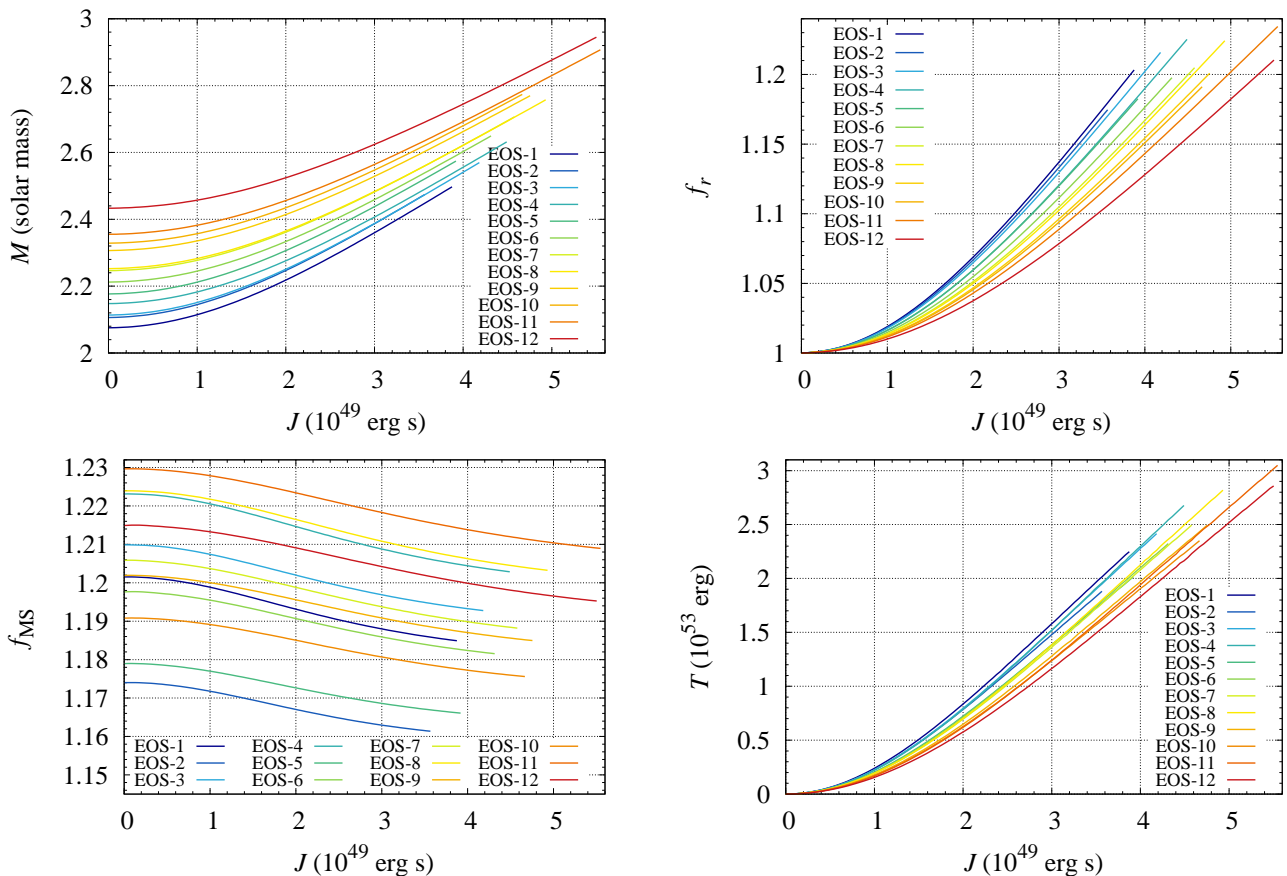 3
2.8
2.6
2.4
2.2
2
M (solar mass)
0 1 2 3 4 5
J (10^49 erg s)
EOS-1
EOS-2
EOS-3
EOS-4
EOS-5
EOS-6
EOS-7
EOS-8
EOS-9
EOS-10
EOS-11
EOS-12
1.2
1.15
1.1
1.05
1
f_r
0 1 2 3 4 5
J (10^49 erg s)
EOS-1
EOS-2
EOS-3
EOS-4
EOS-5
EOS-6
EOS-7
EOS-8
EOS-9
EOS-10
EOS-11
EOS-12
1.23
1.22
1.21
1.2
1.19
1.18
1.17
1.16
1.15
f_MS
0 1 2 3 4 5
J (10^49 erg s)
EOS-1 EOS-4 EOS-7 EOS-10
EOS-2 EOS-5 EOS-8 EOS-11
EOS-3 EOS-6 EOS-9 EOS-12
3
2.5
2
1.5
1
0.5
0
T (10^53 erg)
0 1 2 3 4 5
J (10^49 erg s)
EOS-1
EOS-2
EOS-3
EOS-4
EOS-5
EOS-6
EOS-7
EOS-8
EOS-9
EOS-10
EOS-11
EOS-12